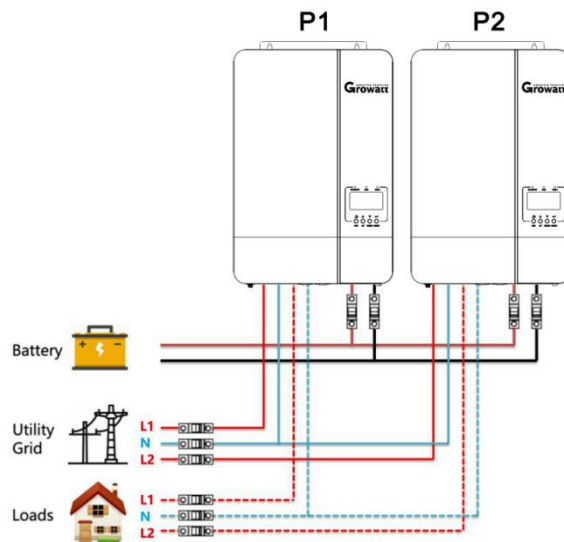 P1 P2
Growatt Growatt
Battery
Utility
Grid
L1
N
L2
Loads
L1
N
L2